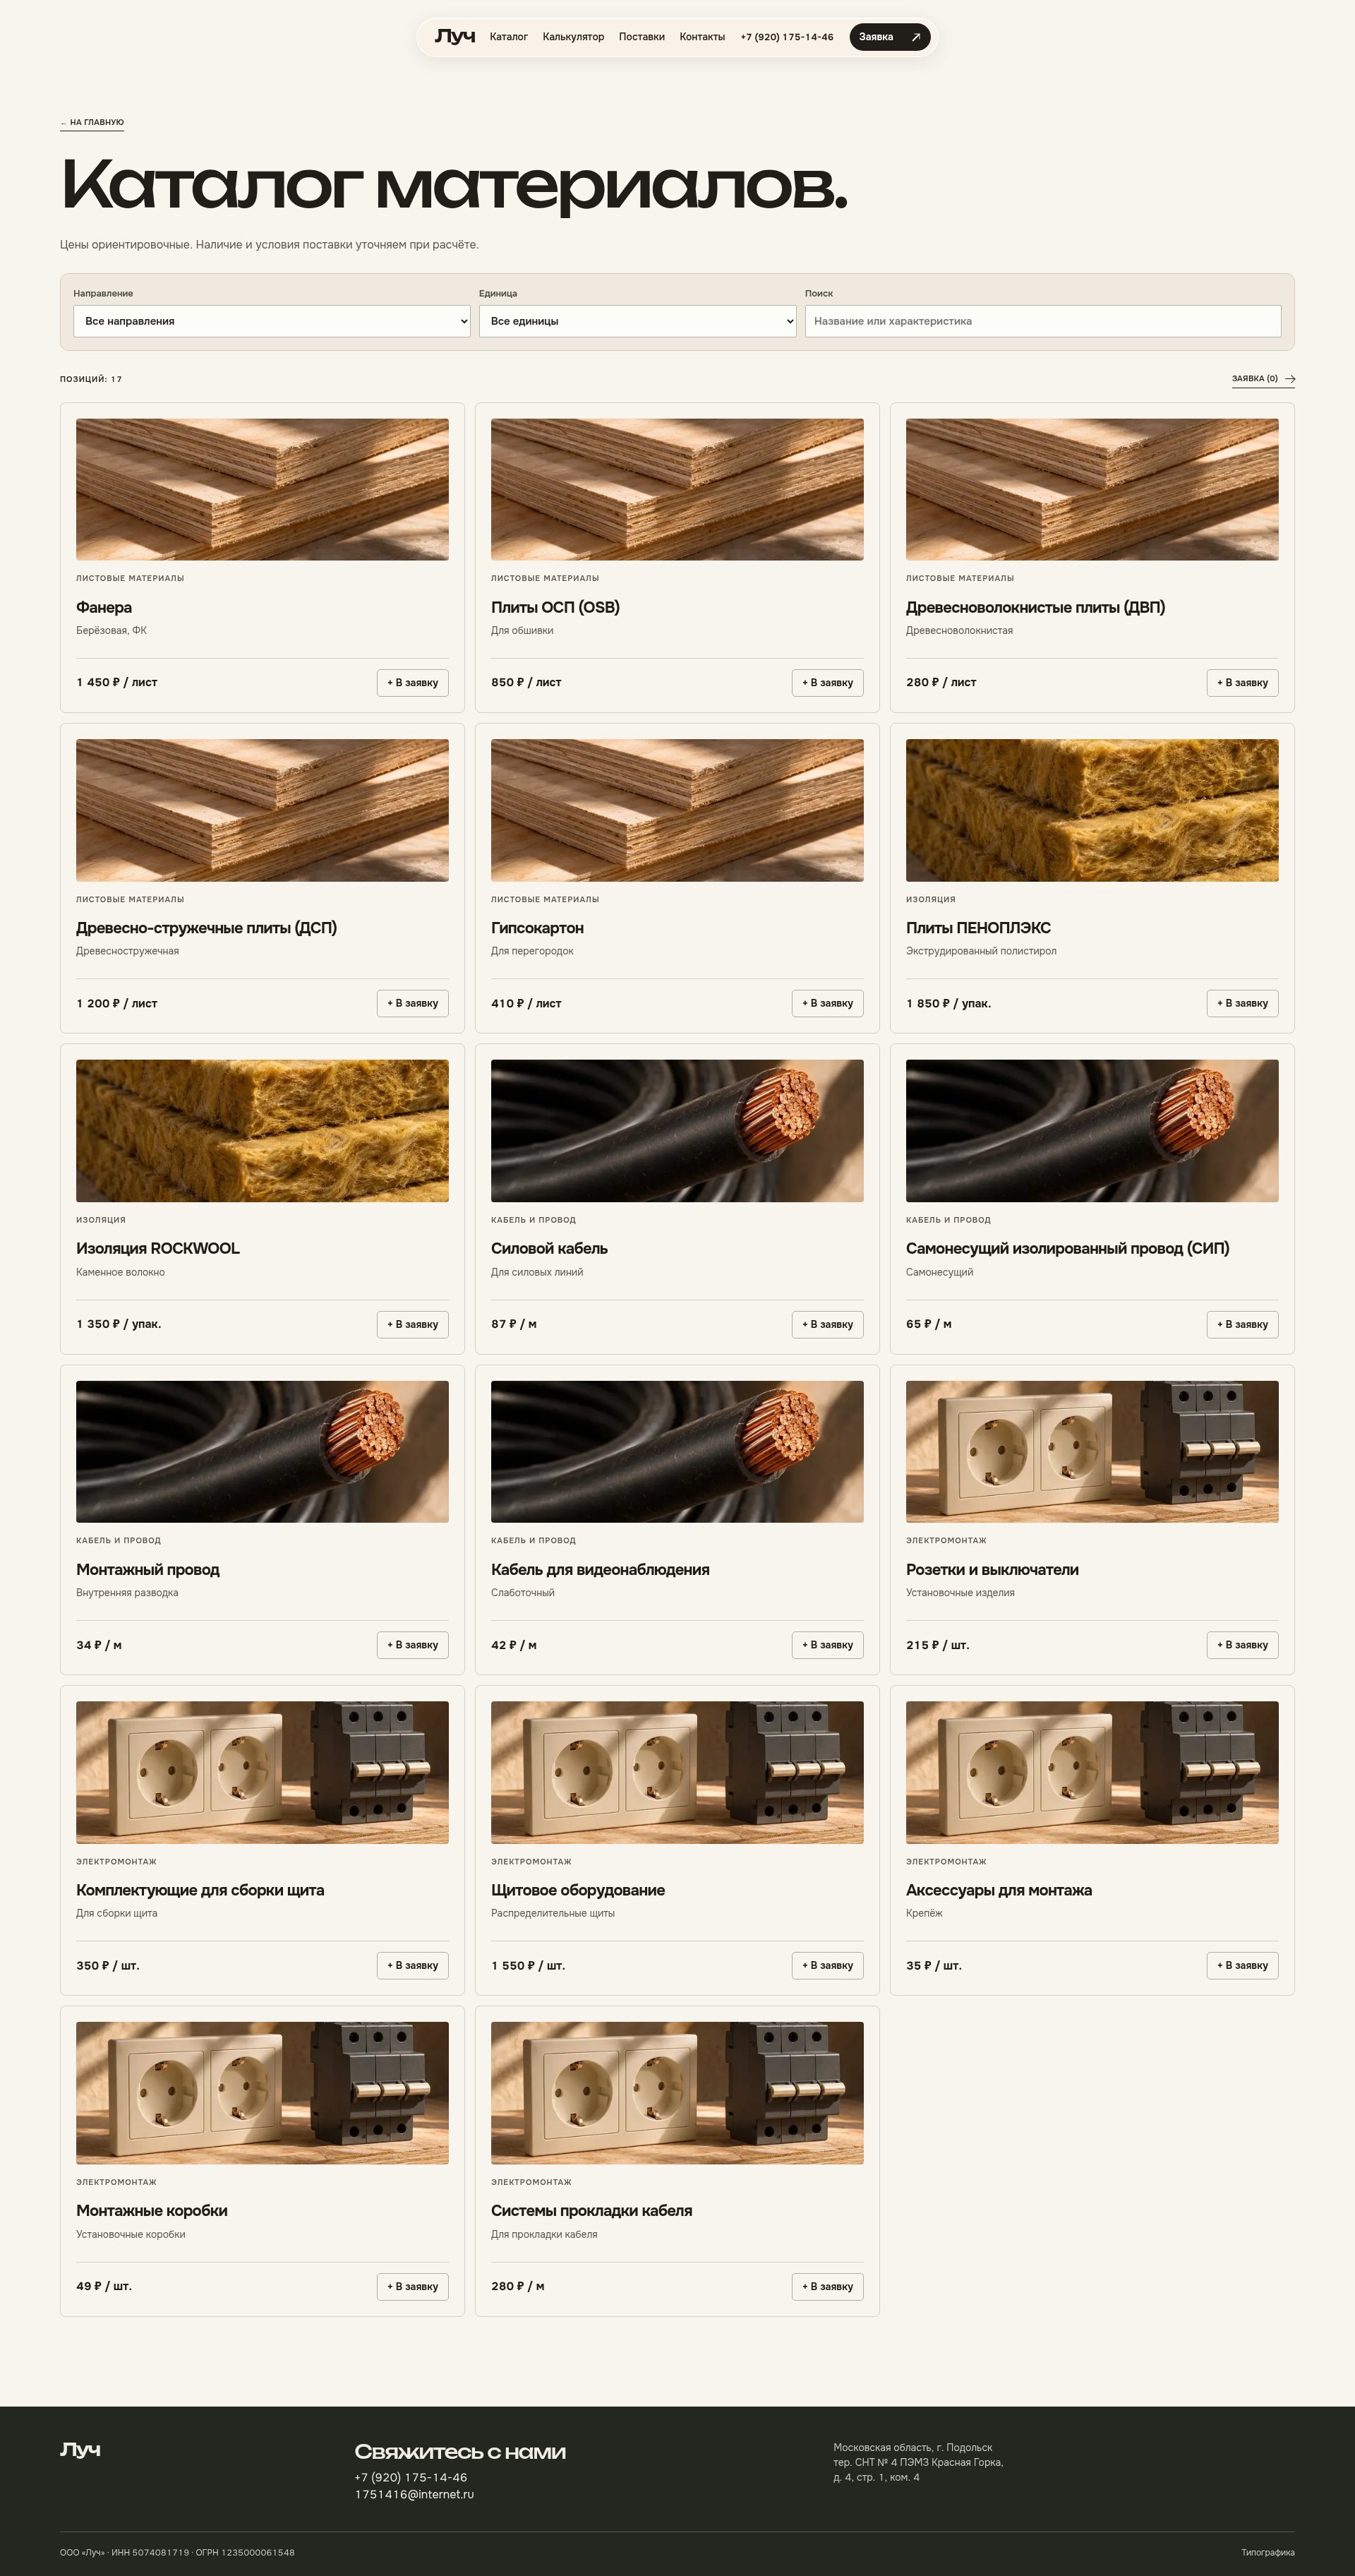 Луч Каталог Калькулятор Поставки Контакты +7 (920) 175-14-46 Заявка ↗
← НА ГЛАВНУЮ
Каталог материалов.
Цены ориентировочные. Наличие и условия поставки уточняем при расчёте.
Направление Единица Поиск
Все направления Все единицы Название или характеристика
ПОЗИЦИЙ: 17 ЗАЯВКА (0) →
ЛИСТОВЫЕ МАТЕРИАЛЫ
Фанера
Берёзовая, ФК
1 450 ₽ / лист + В заявку
ЛИСТОВЫЕ МАТЕРИАЛЫ
Плиты ОСП (OSB)
Для обшивки
850 ₽ / лист + В заявку
ЛИСТОВЫЕ МАТЕРИАЛЫ
Древесноволокнистые плиты (ДВП)
Древесноволокнистая
280 ₽ / лист + В заявку
ЛИСТОВЫЕ МАТЕРИАЛЫ
Древесно-стружечные плиты (ДСП)
Древесностружечная
1 200 ₽ / лист + В заявку
ЛИСТОВЫЕ МАТЕРИАЛЫ
Гипсокартон
Для перегородок
410 ₽ / лист + В заявку
ИЗОЛЯЦИЯ
Плиты ПЕНОПЛЭКС
Экструдированный полистирол
1 850 ₽ / упак. + В заявку
ИЗОЛЯЦИЯ
Изоляция ROCKWOOL
Каменное волокно
1 350 ₽ / упак. + В заявку
КАБЕЛЬ И ПРОВОД
Силовой кабель
Для силовых линий
87 ₽ / м + В заявку
КАБЕЛЬ И ПРОВОД
Самонесущий изолированный провод (СИП)
Самонесущий
65 ₽ / м + В заявку
КАБЕЛЬ И ПРОВОД
Монтажный провод
Внутренняя разводка
34 ₽ / м + В заявку
КАБЕЛЬ И ПРОВОД
Кабель для видеонаблюдения
Слаботочный
42 ₽ / м + В заявку
ЭЛЕКТРОМОНТАЖ
Розетки и выключатели
Установочные изделия
215 ₽ / шт. + В заявку
ЭЛЕКТРОМОНТАЖ
Комплектующие для сборки щита
Для сборки щита
350 ₽ / шт. + В заявку
ЭЛЕКТРОМОНТАЖ
Щитовое оборудование
Распределительные щиты
1 550 ₽ / шт. + В заявку
ЭЛЕКТРОМОНТАЖ
Аксессуары для монтажа
Крепёж
35 ₽ / шт. + В заявку
ЭЛЕКТРОМОНТАЖ
Монтажные коробки
Установочные коробки
49 ₽ / шт. + В заявку
ЭЛЕКТРОМОНТАЖ
Системы прокладки кабеля
Для прокладки кабеля
280 ₽ / м + В заявку
Луч
Свяжитесь с нами
+7 (920) 175-14-46
1751416@internet.ru
Московская область, г. Подольск
тер. СНТ № 4 ПЭМЗ Красная Горка,
д. 4, стр. 1, ком. 4
ООО «Луч» · ИНН 5074081719 · ОГРН 1235000061548 Типографика